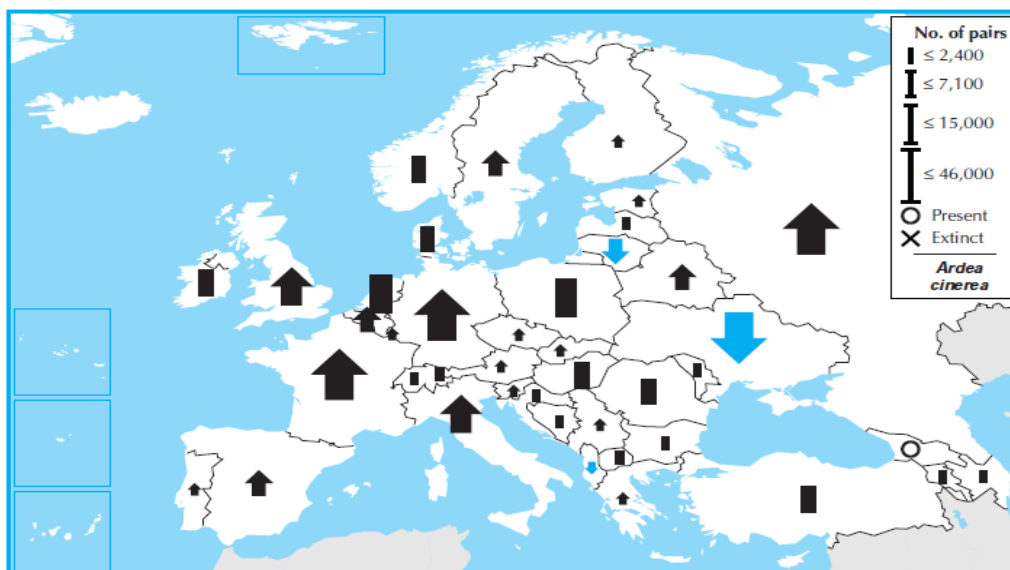 No. of pairs
≤ 2,400
≤ 7,100
≤ 15,000
≤ 46,000
Present
Extinct
Ardea
cinerea